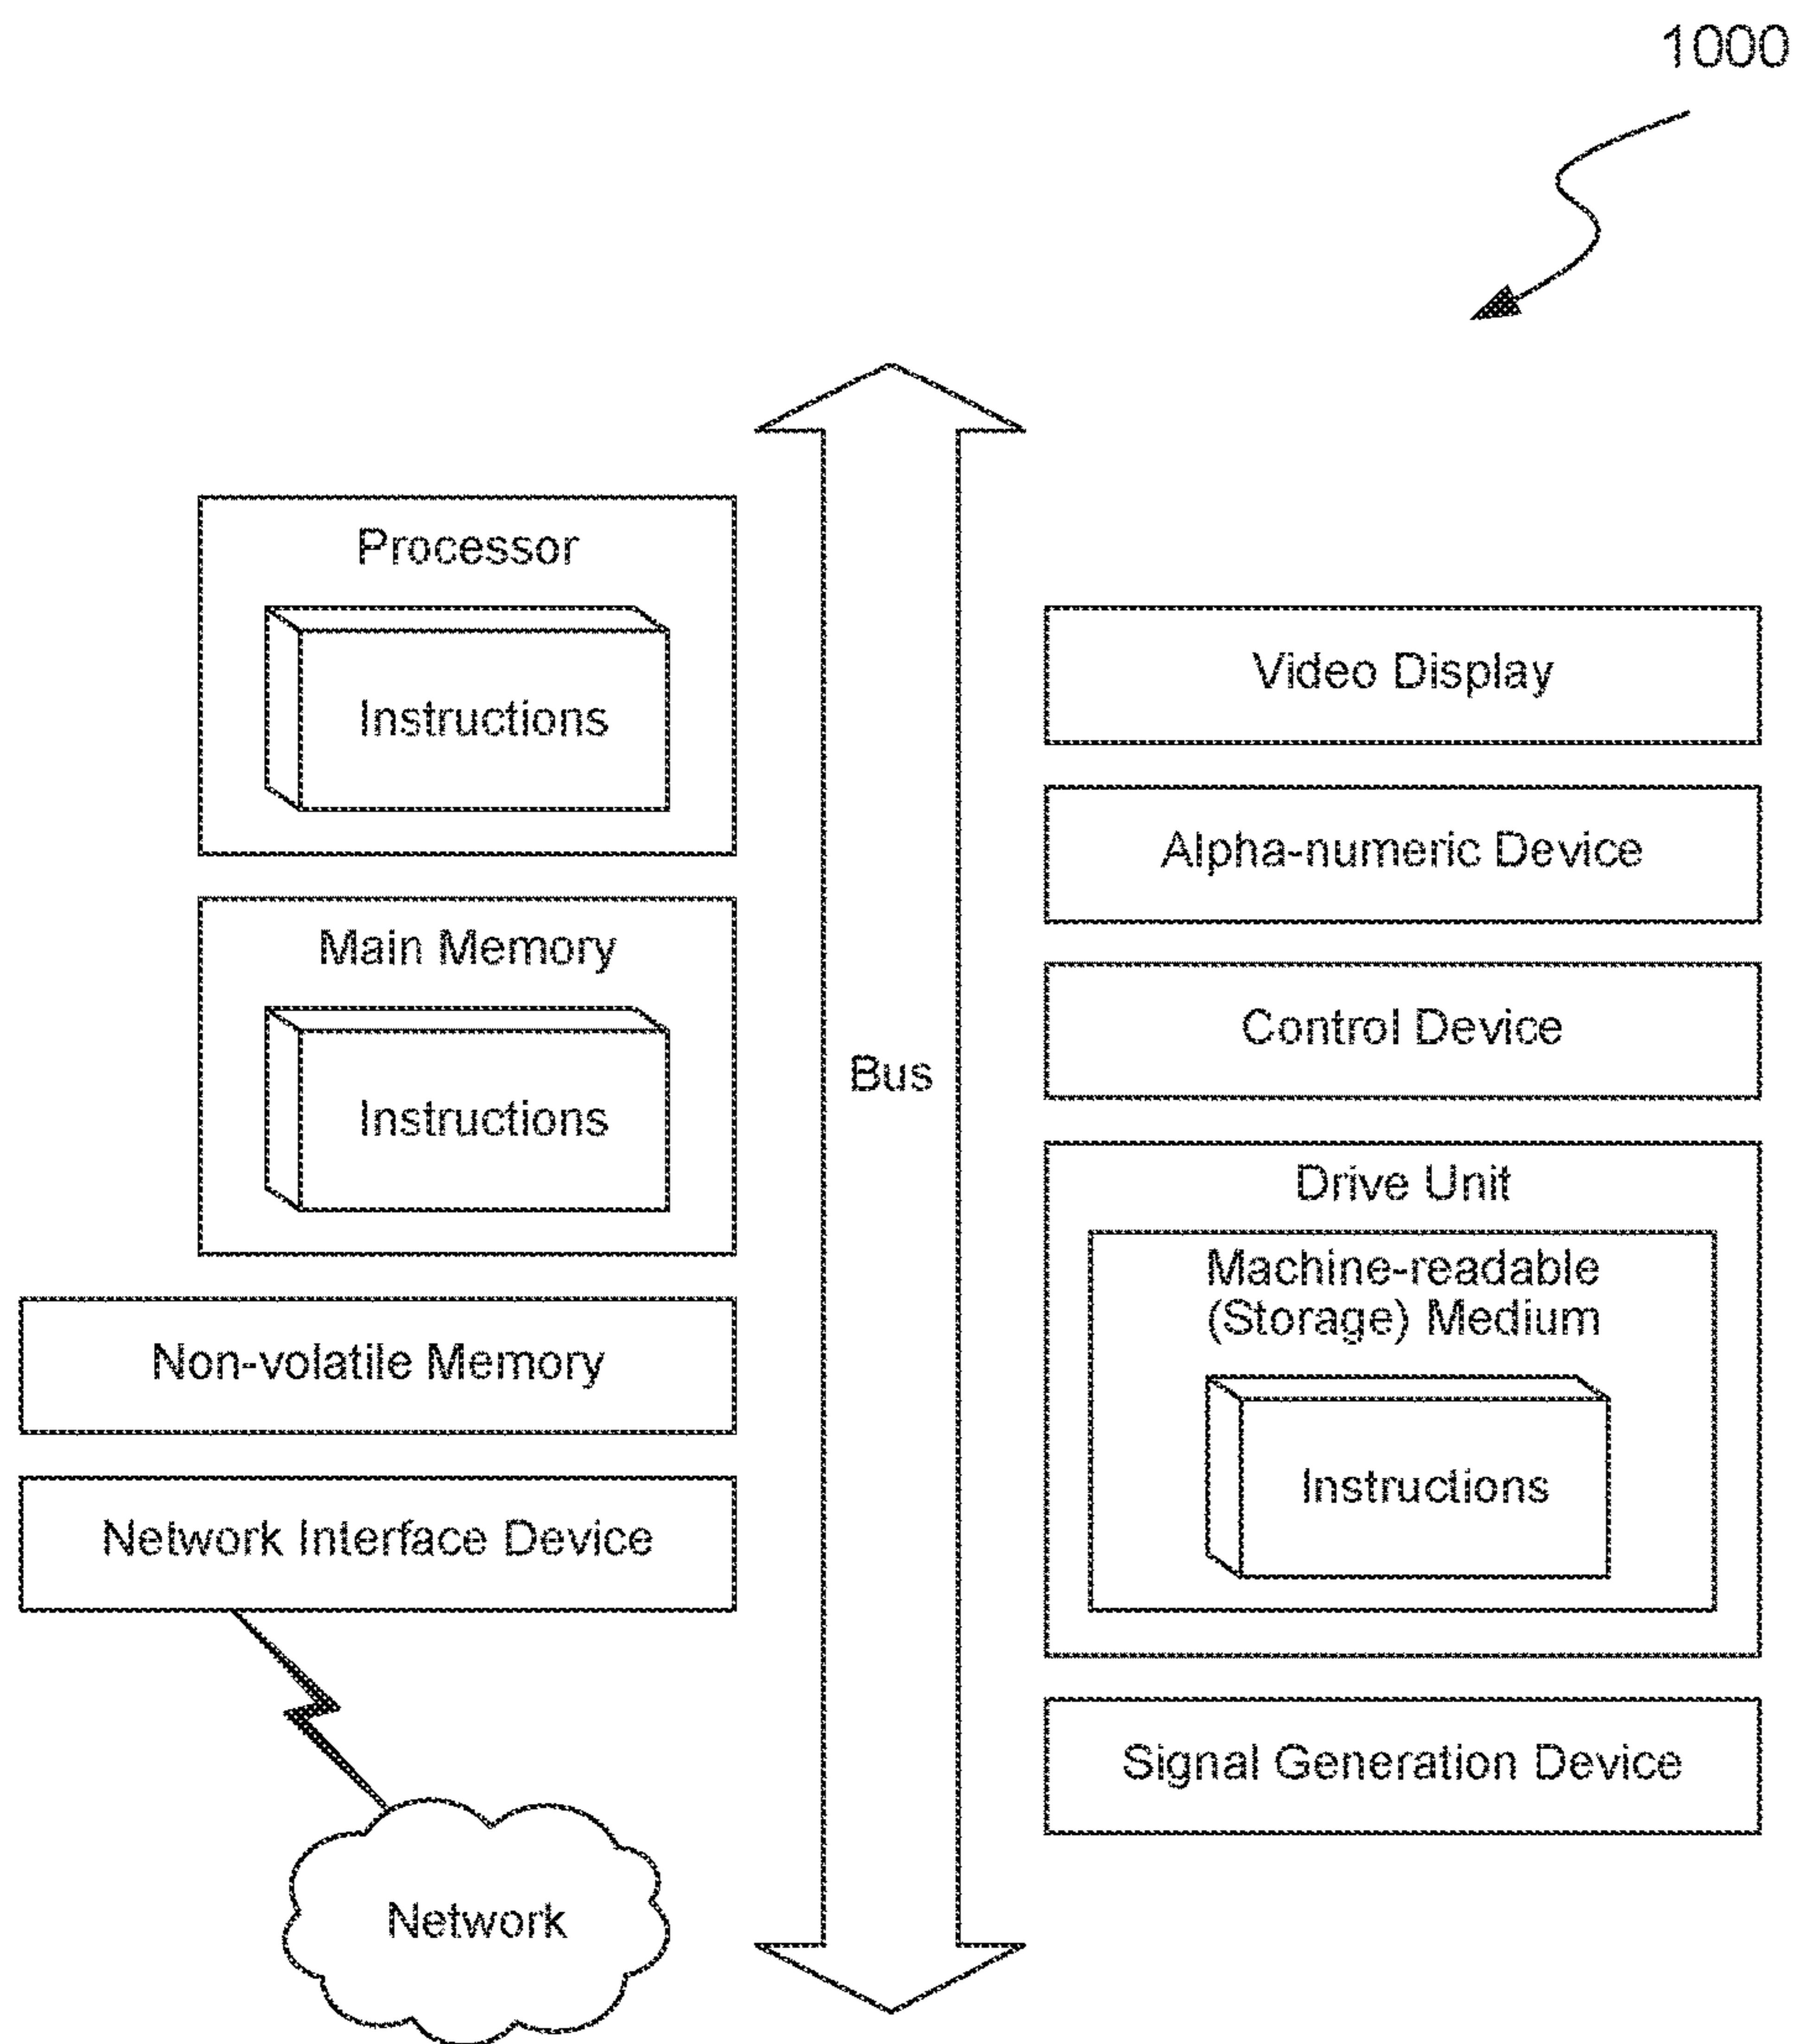 1000
Processor
Instructions
Main Memory
Instructions
Non-volatile Memory
Network Interface Device
Network
Bus
Video Display
Alpha-numeric Device
Control Device
Drive Unit
Machine-readable
(Storage) Medium
Instructions
Signal Generation Device